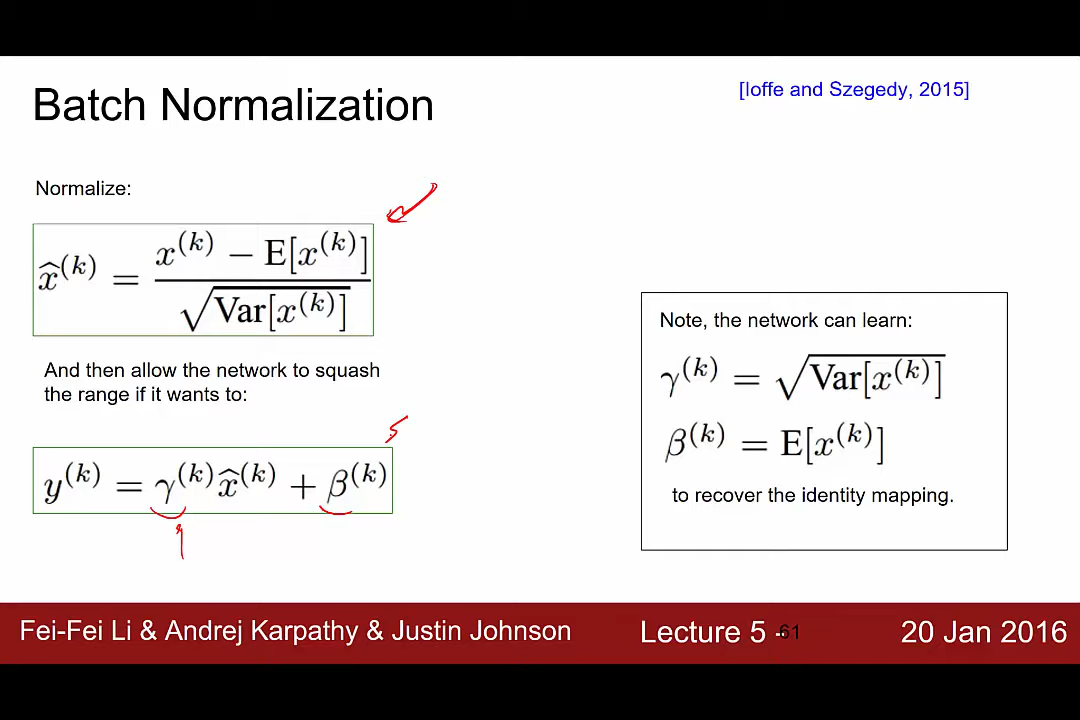 Batch Normalization
[Ioffe and Szegedy, 2015]
Normalize:
x̂^(k) = (x^(k) − E[x^(k)]) / √Var[x^(k)]
And then allow the network to squash
the range if it wants to:
y^(k) = γ^(k) x̂^(k) + β^(k)
Note, the network can learn:
γ^(k) = √Var[x^(k)]
β^(k) = E[x^(k)]
to recover the identity mapping.
Fei-Fei Li & Andrej Karpathy & Justin Johnson
Lecture 5 - 61
20 Jan 2016